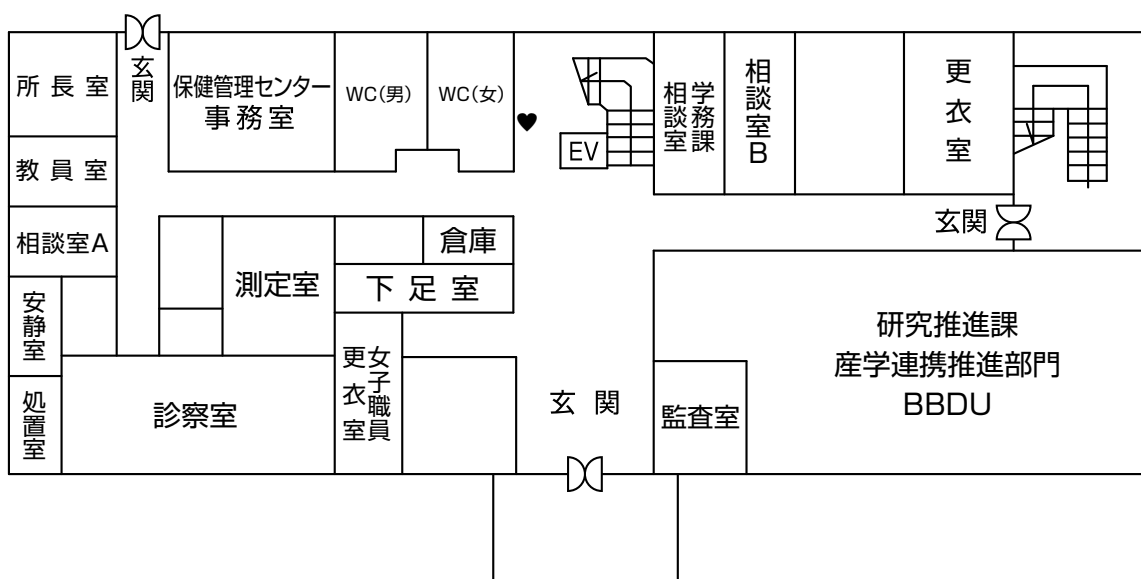 所長室
玄関
保健管理センター
事務室
WC(男)
WC(女)
♥
EV
学務課
相談室
相談室B
更衣室
教員室
相談室A
測定室
倉庫
下足室
玄関
安静室
処置室
診察室
女子職員
更衣室
玄関
監査室
研究推進課
産学連携推進部門
BBDU